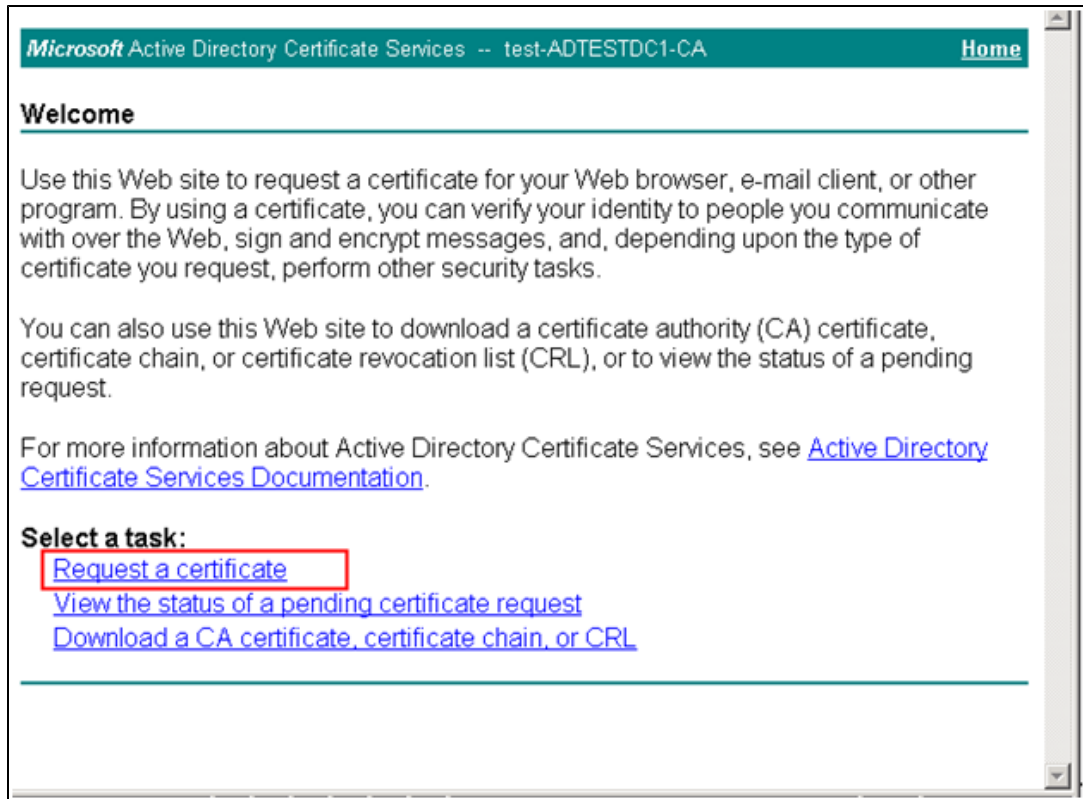 Microsoft Active Directory Certificate Services -- test-ADTESTDC1-CA Home
Welcome
Use this Web site to request a certificate for your Web browser, e-mail client, or other
program. By using a certificate, you can verify your identity to people you communicate
with over the Web, sign and encrypt messages, and, depending upon the type of
certificate you request, perform other security tasks.
You can also use this Web site to download a certificate authority (CA) certificate,
certificate chain, or certificate revocation list (CRL), or to view the status of a pending
request.
For more information about Active Directory Certificate Services, see Active Directory
Certificate Services Documentation.
Select a task:
Request a certificate
View the status of a pending certificate request
Download a CA certificate, certificate chain, or CRL